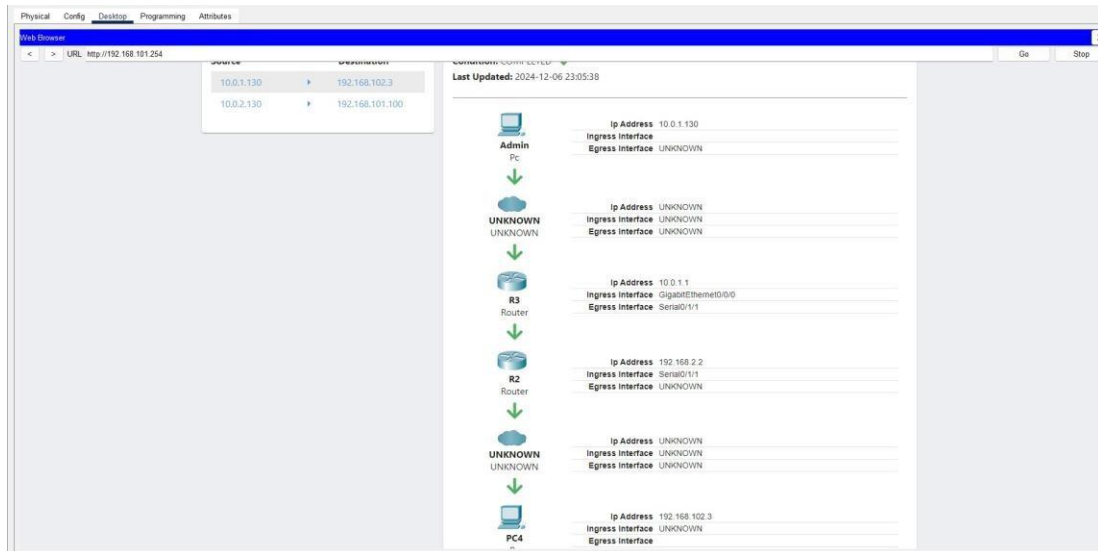 Physical Config Desktop Programming Attributes
Web Browser
< > URL http://192.168.101.254 Go Stop
Source Destination
10.0.1.130 192.168.102.3
10.0.2.130 192.168.101.100
Condition: COMPLETED
Last Updated: 2024-12-06 23:05:38
Admin
Pc
Ip Address 10.0.1.130
Ingress Interface
Egress Interface UNKNOWN
UNKNOWN
UNKNOWN
Ip Address UNKNOWN
Ingress Interface UNKNOWN
Egress Interface UNKNOWN
R3
Router
Ip Address 10.0.1.1
Ingress Interface GigabitEthernet0/0/0
Egress Interface Serial0/1/1
R2
Router
Ip Address 192.168.2.2
Ingress Interface Serial0/1/1
Egress Interface UNKNOWN
UNKNOWN
UNKNOWN
Ip Address UNKNOWN
Ingress Interface UNKNOWN
Egress Interface UNKNOWN
PC4
Ip Address 192.168.102.3
Ingress Interface UNKNOWN
Egress Interface